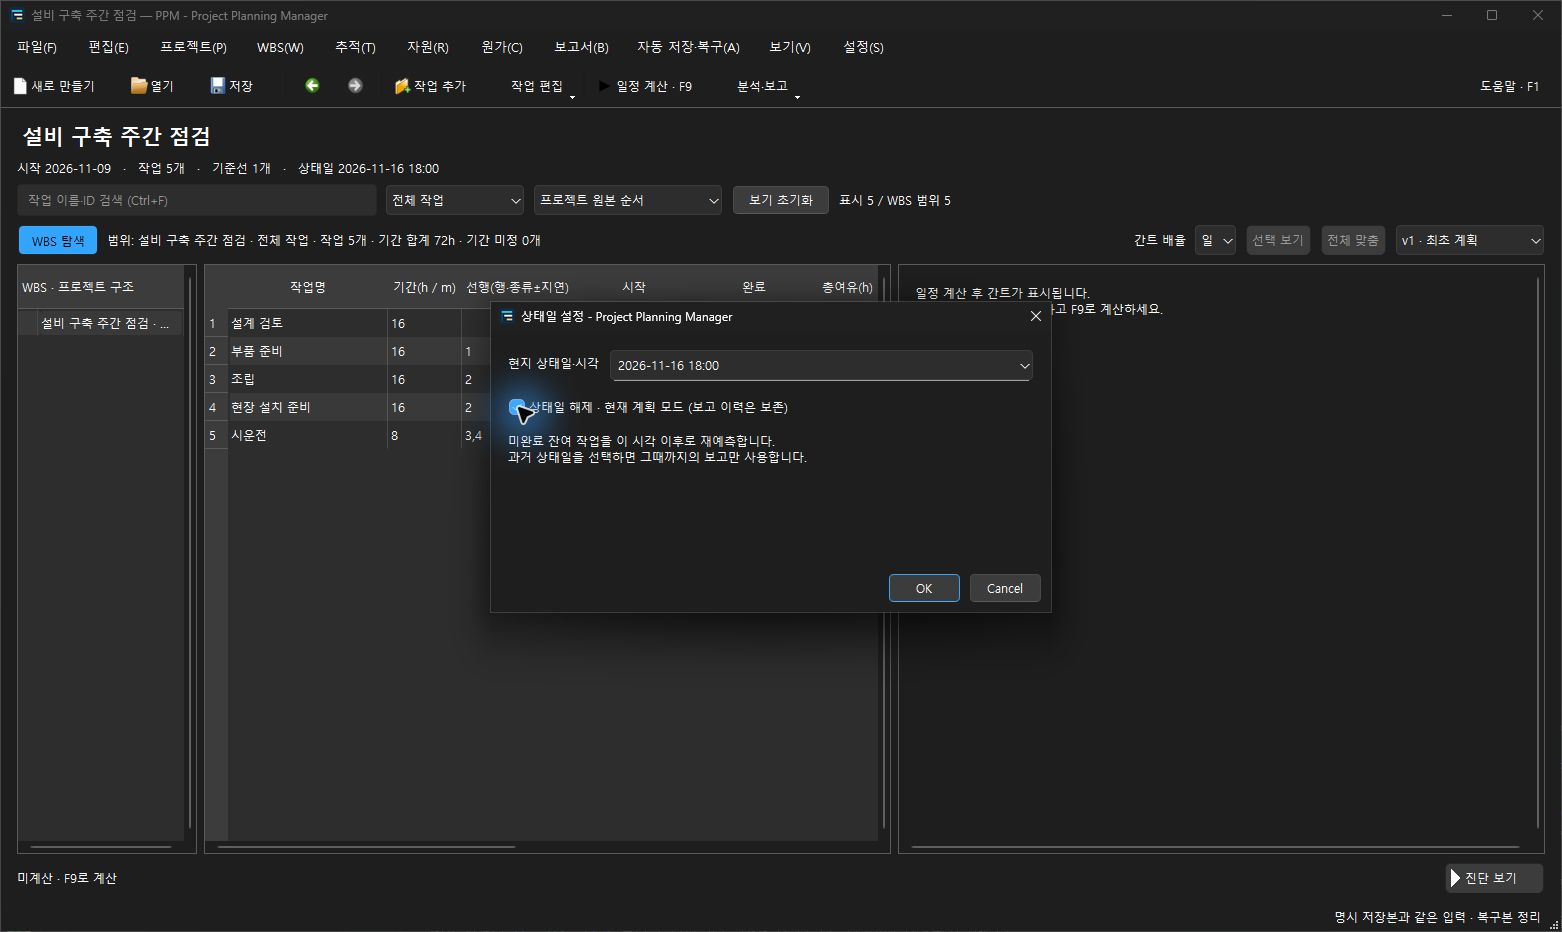 설비 구축 주간 점검 — PPM - Project Planning Manager
파일(F) 편집(E) 프로젝트(P) WBS(W) 추적(T) 자원(R) 원가(C) 보고서(B) 자동 저장·복구(A) 보기(V) 설정(S)
새로 만들기 열기 저장 작업 추가 작업 편집 일정 계산 · F9 분석·보고 도움말 · F1
설비 구축 주간 점검
시작 2026-11-09 · 작업 5개 · 기준선 1개 · 상태일 2026-11-16 18:00
작업 이름·ID 검색 (Ctrl+F) 전체 작업 프로젝트 원본 순서 보기 초기화 표시 5 / WBS 범위 5
WBS 탐색 범위: 설비 구축 주간 점검 · 전체 작업 · 작업 5개 · 기간 합계 72h · 기간 미정 0개 간트 배율 일 선택 보기 전체 맞춤 v1 · 최초 계획
WBS · 프로젝트 구조
설비 구축 주간 점검 · ...
작업명 기간(h / m) 선행(행·종류±지연) 시작 완료 총여유(h)
1 설계 검토 16
2 부품 준비 16 1
3 조립 16 2
4 현장 설치 준비 16 2
5 시운전 8 3,4
일정 계산 후 간트가 표시됩니다.
고 F9로 계산하세요.
상태일 설정 - Project Planning Manager
현지 상태일·시각 2026-11-16 18:00
상태일 해제 · 현재 계획 모드 (보고 이력은 보존)
미완료 잔여 작업을 이 시각 이후로 재예측합니다.
과거 상태일을 선택하면 그때까지의 보고만 사용합니다.
OK Cancel
미계산 · F9로 계산 진단 보기
명시 저장본과 같은 입력 · 복구본 정리